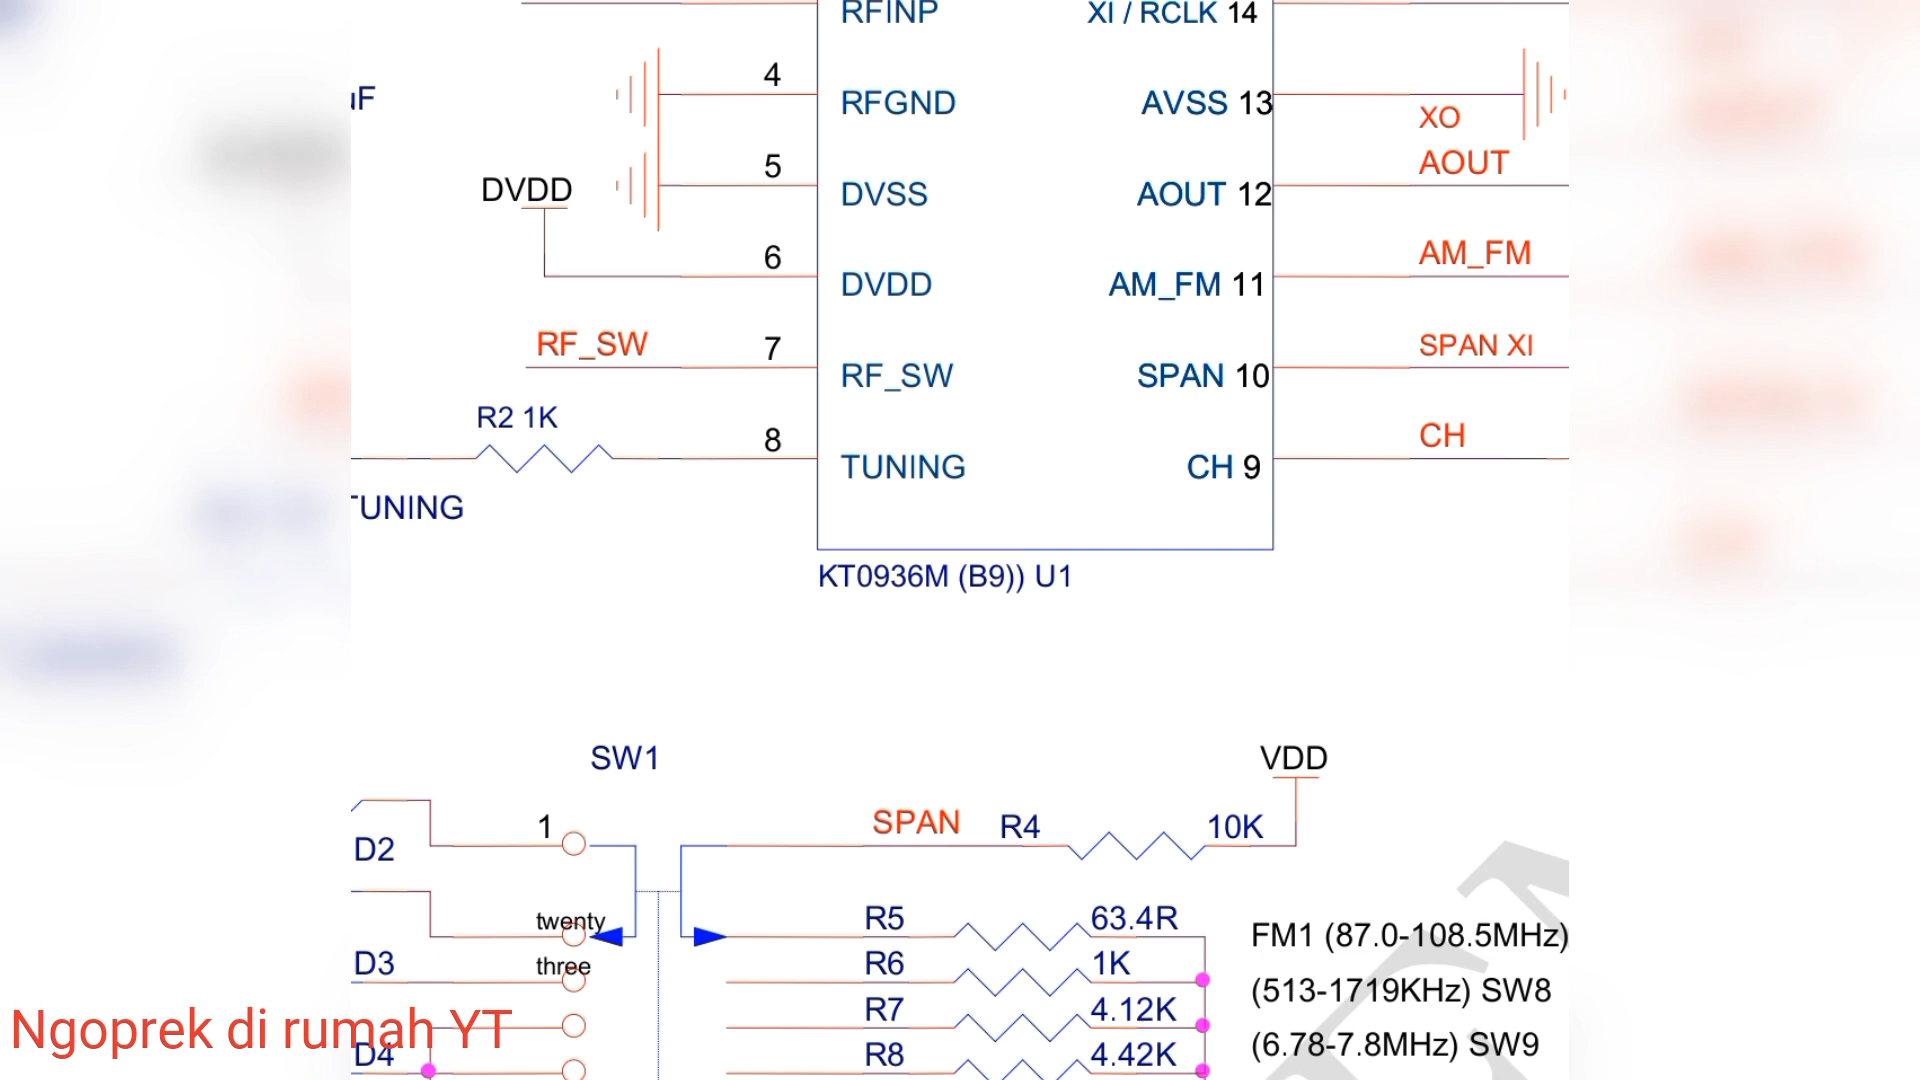 RFINP XI / RCLK 14
4
RFGND AVSS 13
XO
AOUT
5
DVDD
DVSS AOUT 12
6
AM_FM
DVDD AM_FM 11
RF_SW
7
SPAN XI
RF_SW SPAN 10
R2 1K
8
CH
TUNING CH 9
TUNING
KT0936M (B9)) U1
SW1
VDD
1
SPAN R4 10K
D2
twenty
R5 63.4R
FM1 (87.0-108.5MHz)
D3
three
R6 1K
(513-1719KHz) SW8
R7 4.12K
Ngoprek di rumah YT
D4
R8 4.42K
(6.78-7.8MHz) SW9